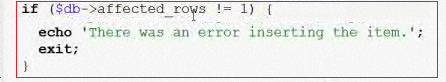 if ($db->affected_rows != 1) {
echo 'There was an error inserting the item.';
exit;
}